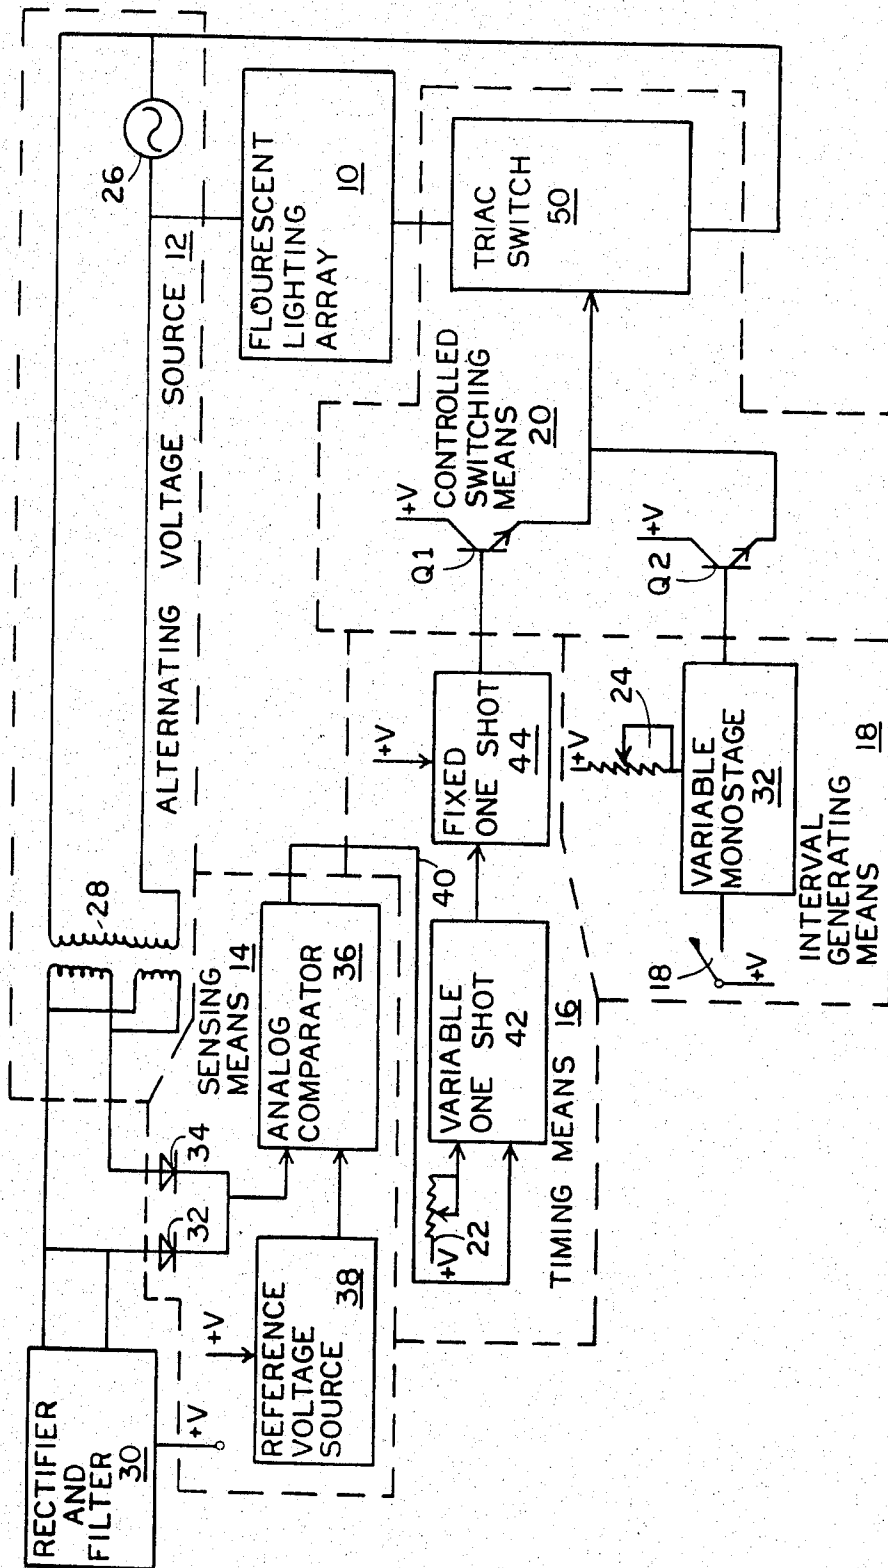 RECTIFIER
AND
FILTER
30
+V
32
34
28
26
ALTERNATING VOLTAGE SOURCE 12
SENSING
MEANS 14
+V
REFERENCE
VOLTAGE
SOURCE
38
ANALOG
COMPARATOR
36
FLOURESCENT
LIGHTING
ARRAY
10
40
+V
22
VARIABLE
ONE SHOT
42
TIMING MEANS 16
+V
FIXED
ONE SHOT
44
+V
Q1
CONTROLLED
SWITCHING
MEANS
20
TRIAC
SWITCH
50
18
+V
+V
24
VARIABLE
MONOSTAGE
32
+V
Q2
INTERVAL
GENERATING
MEANS 18